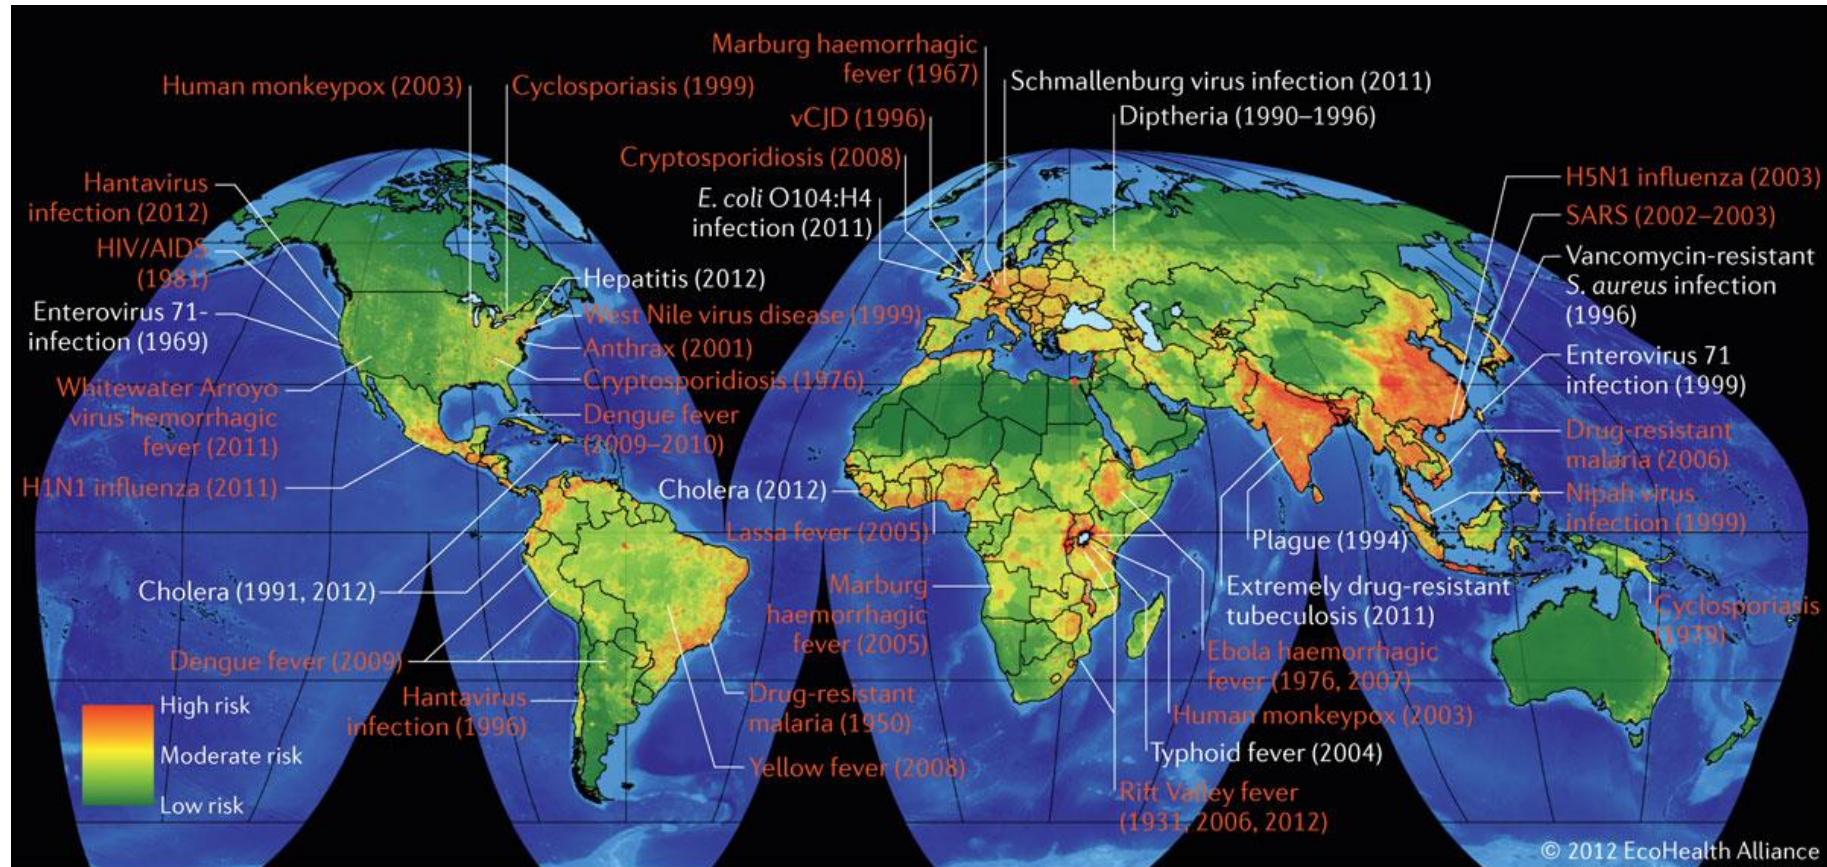 Marburg haemorrhagic
fever (1967)
Human monkeypox (2003)
Cyclosporiasis (1999)
Schmallenburg virus infection (2011)
vCJD (1996)
Diptheria (1990–1996)
Cryptosporidiosis (2008)
E. coli O104:H4
infection (2011)
Hantavirus
infection (2012)
HIV/AIDS
(1981)
Enterovirus 71-
infection (1969)
Whitewater Arroyo
virus hemorrhagic
fever (2011)
H1N1 influenza (2011)
Hepatitis (2012)
West Nile virus disease (1999)
Anthrax (2001)
Cryptosporidiosis (1976)
Dengue fever
(2009–2010)
H5N1 influenza (2003)
SARS (2002–2003)
Vancomycin-resistant
S. aureus infection
(1996)
Enterovirus 71
infection (1999)
Drug-resistant
malaria (2006)
Nipah virus
infection (1999)
Cholera (2012)
Lassa fever (2005)
Plague (1994)
Cholera (1991, 2012)
Marburg
haemorrhagic
fever (2005)
Extremely drug-resistant
tubeculosis (2011)
Cyclosporiasis
(1979)
Dengue fever (2009)
Ebola haemorrhagic
fever (1976, 2007)
Hantavirus
infection (1996)
Drug-resistant
malaria (1950)
Human monkeypox (2003)
Typhoid fever (2004)
Yellow fever (2008)
Rift Valley fever
(1931, 2006, 2012)
High risk
Moderate risk
Low risk
© 2012 EcoHealth Alliance